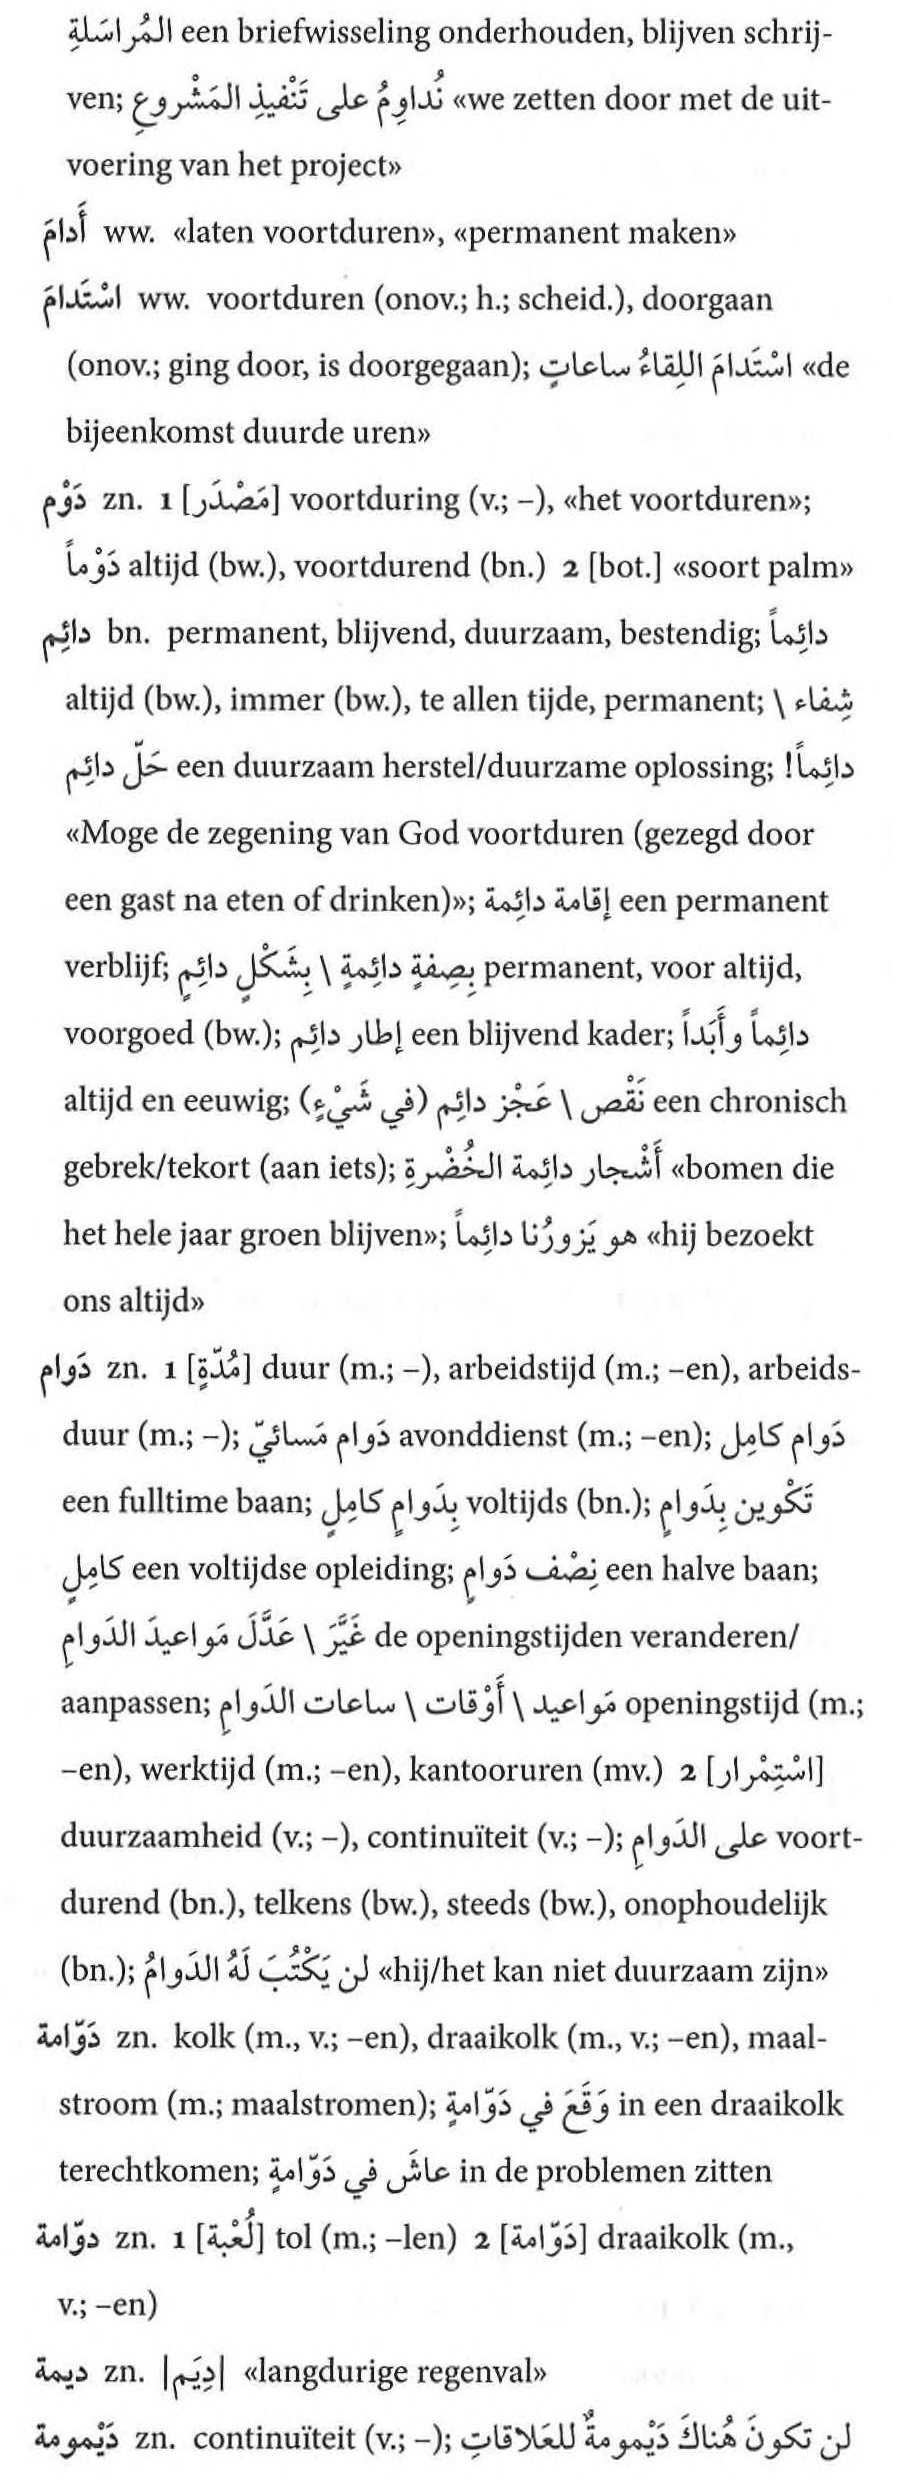 المُراسَلةِ een briefwisseling onderhouden, blijven schrij-
ven; نُداوِمُ على تَنْفيذِ المَشْروعِ «we zetten door met de uit-
voering van het project»
أَدامَ ww. «laten voortduren», «permanent maken»
اسْتَدامَ ww. voortduren (onov.; h.; scheid.), doorgaan
(onov.; ging door, is doorgegaan); اسْتَدامَ اللِقاءُ ساعاتٍ «de
bijeenkomst duurde uren»
دَوْم zn. 1 [مَصْدَر] voortduring (v.; –), «het voortduren»;
دَوْماً altijd (bw.), voortdurend (bn.) 2 [bot.] «soort palm»
دائِم bn. permanent, blijvend, duurzaam, bestendig; دائِماً
altijd (bw.), immer (bw.), te allen tijde, permanent; شِفاء \
حَلّ دائِم een duurzaam herstel/duurzame oplossing; دائِماً!
«Moge de zegening van God voortduren (gezegd door
een gast na eten of drinken)»; إقامة دائِمة een permanent
verblijf; بِصِفةٍ دائِمةٍ \ بِشَكْلٍ دائِمٍ permanent, voor altijd,
voorgoed (bw.); إطار دائِم een blijvend kader; دائِماً وأَبَداً
altijd en eeuwig; نَقْص \ عَجْز دائِم (في شَيْءٍ) een chronisch
gebrek/tekort (aan iets); أَشْجار دائِمة الخُضْرةِ «bomen die
het hele jaar groen blijven»; هو يَزورُنا دائِماً «hij bezoekt
ons altijd»
دَوام zn. 1 [مُدّةٍ] duur (m.; –), arbeidstijd (m.; –en), arbeids-
duur (m.; –); دَوام مَسائيّ avonddienst (m.; –en); دَوام كامِل
een fulltime baan; بِدَوامٍ كامِلٍ voltijds (bn.); تَكْوين بِدَوامٍ
كامِلٍ een voltijdse opleiding; نِصْف دَوامٍ een halve baan;
غَيَّرَ \ عَدَّلَ مَواعيدَ الدَوامِ de openingstijden veranderen/
aanpassen; مَواعيد \ أَوْقات \ ساعات الدَوامِ openingstijd (m.;
–en), werktijd (m.; –en), kantooruren (mv.) 2 [اسْتِمْرار]
duurzaamheid (v.; –), continuïteit (v.; –); على الدَوامِ voort-
durend (bn.), telkens (bw.), steeds (bw.), onophoudelijk
(bn.); لن يَكْتُبَ لَهُ الدَوامُ «hij/het kan niet duurzaam zijn»
دَوّامة zn. kolk (m., v.; –en), draaikolk (m., v.; –en), maal-
stroom (m.; maalstromen); وَقَعَ في دَوّامةٍ in een draaikolk
terechtkomen; عاشَ في دَوّامةٍ in de problemen zitten
دوّامة zn. 1 [لُعْبة] tol (m.; –len) 2 [دَوّامة] draaikolk (m.,
v.; –en)
ديمة zn. |دِيَم| «langdurige regenval»
دَيْمومة zn. continuïteit (v.; –); لن تكونَ هُناكَ دَيْمومةٌ للعَلاقاتِ